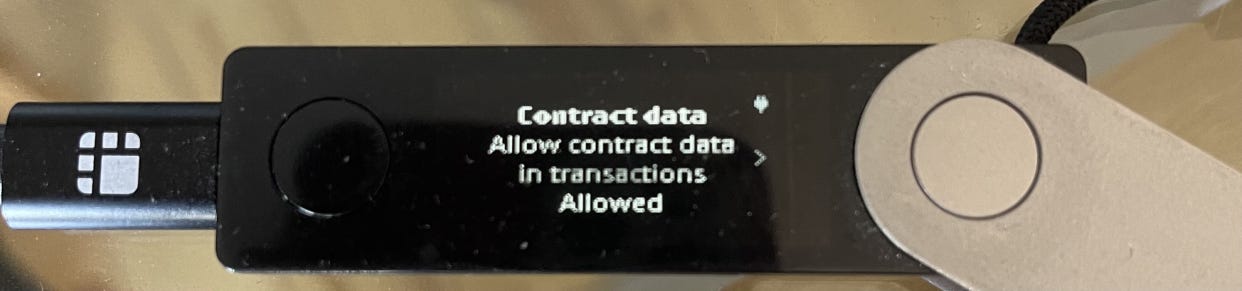 Contract data
Allow contract data
in transactions
Allowed